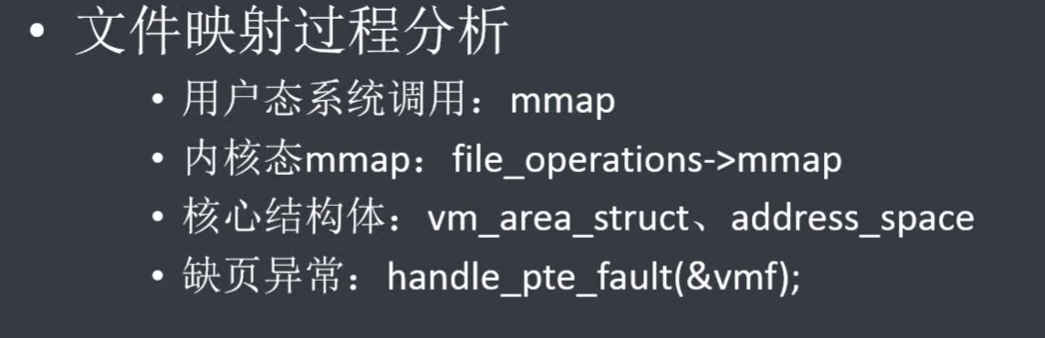 • 文件映射过程分析
• 用户态系统调用：mmap
• 内核态mmap：file_operations->mmap
• 核心结构体：vm_area_struct、address_space
• 缺页异常：handle_pte_fault(&vmf);